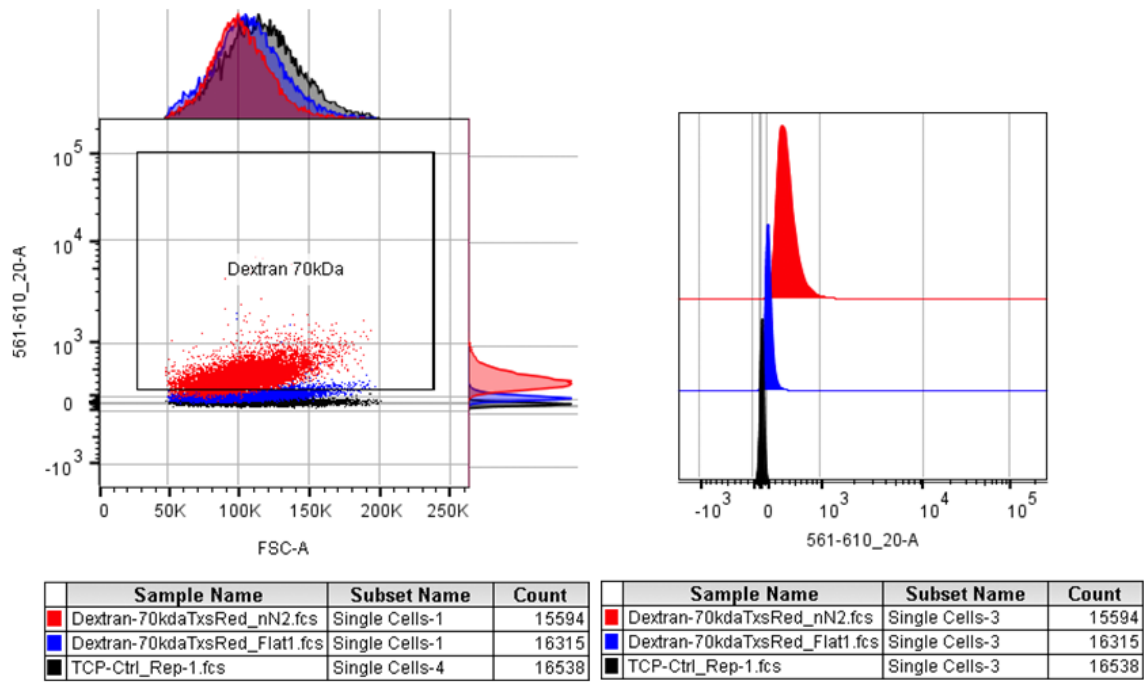 10^5
10^4
10^3
0
-10^3
561-610_20-A
Dextran 70kDa
0 50K 100K 150K 200K 250K
FSC-A
-10^3 0 10^3 10^4 10^5
561-610_20-A
Sample Name Subset Name Count
Dextran-70kdaTxsRed_nN2.fcs Single Cells-1 15594
Dextran-70kdaTxsRed_Flat1.fcs Single Cells-1 16315
TCP-Ctrl_Rep-1.fcs Single Cells-4 16538
Sample Name Subset Name Count
Dextran-70kdaTxsRed_nN2.fcs Single Cells-3 15594
Dextran-70kdaTxsRed_Flat1.fcs Single Cells-3 16315
TCP-Ctrl_Rep-1.fcs Single Cells-3 16538